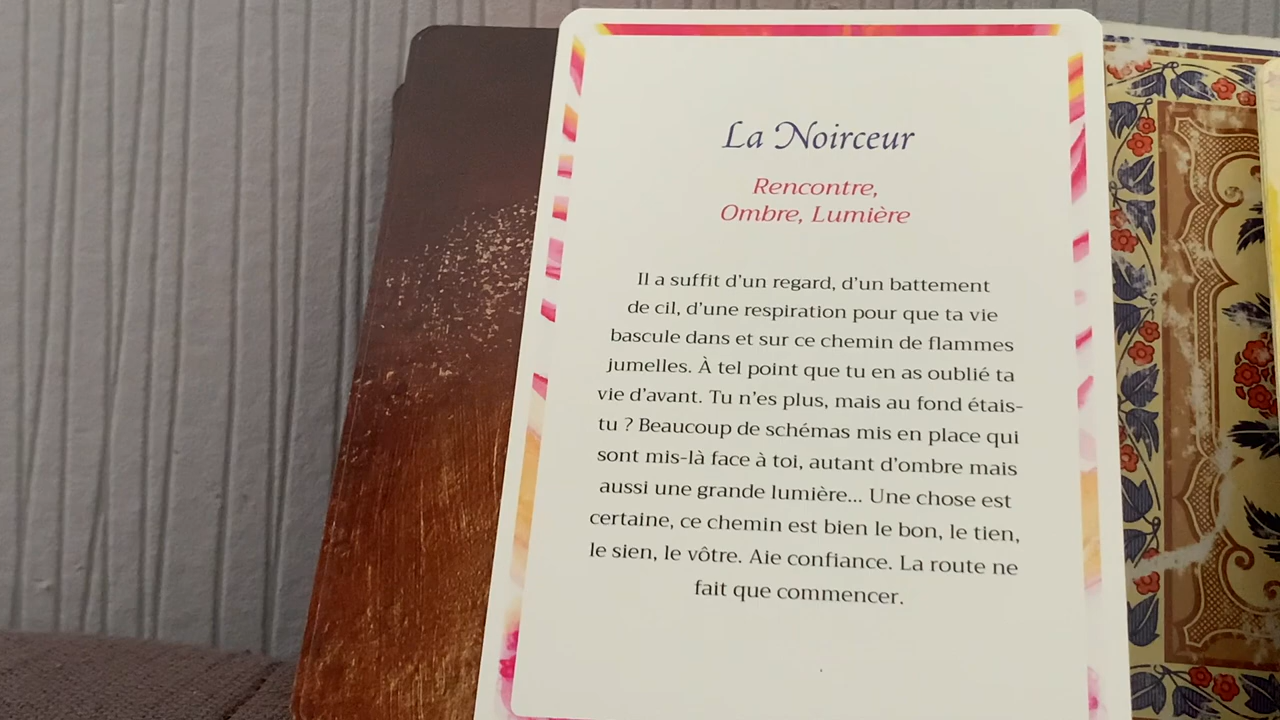 La Noirceur
Rencontre,
Ombre, Lumière
Il a suffit d'un regard, d'un battement
de cil, d'une respiration pour que ta vie
bascule dans et sur ce chemin de flammes
jumelles. À tel point que tu en as oublié ta
vie d'avant. Tu n'es plus, mais au fond étais-
tu ? Beaucoup de schémas mis en place qui
sont mis-là face à toi, autant d'ombre mais
aussi une grande lumière... Une chose est
certaine, ce chemin est bien le bon, le tien,
le sien, le vôtre. Aie confiance. La route ne
fait que commencer.